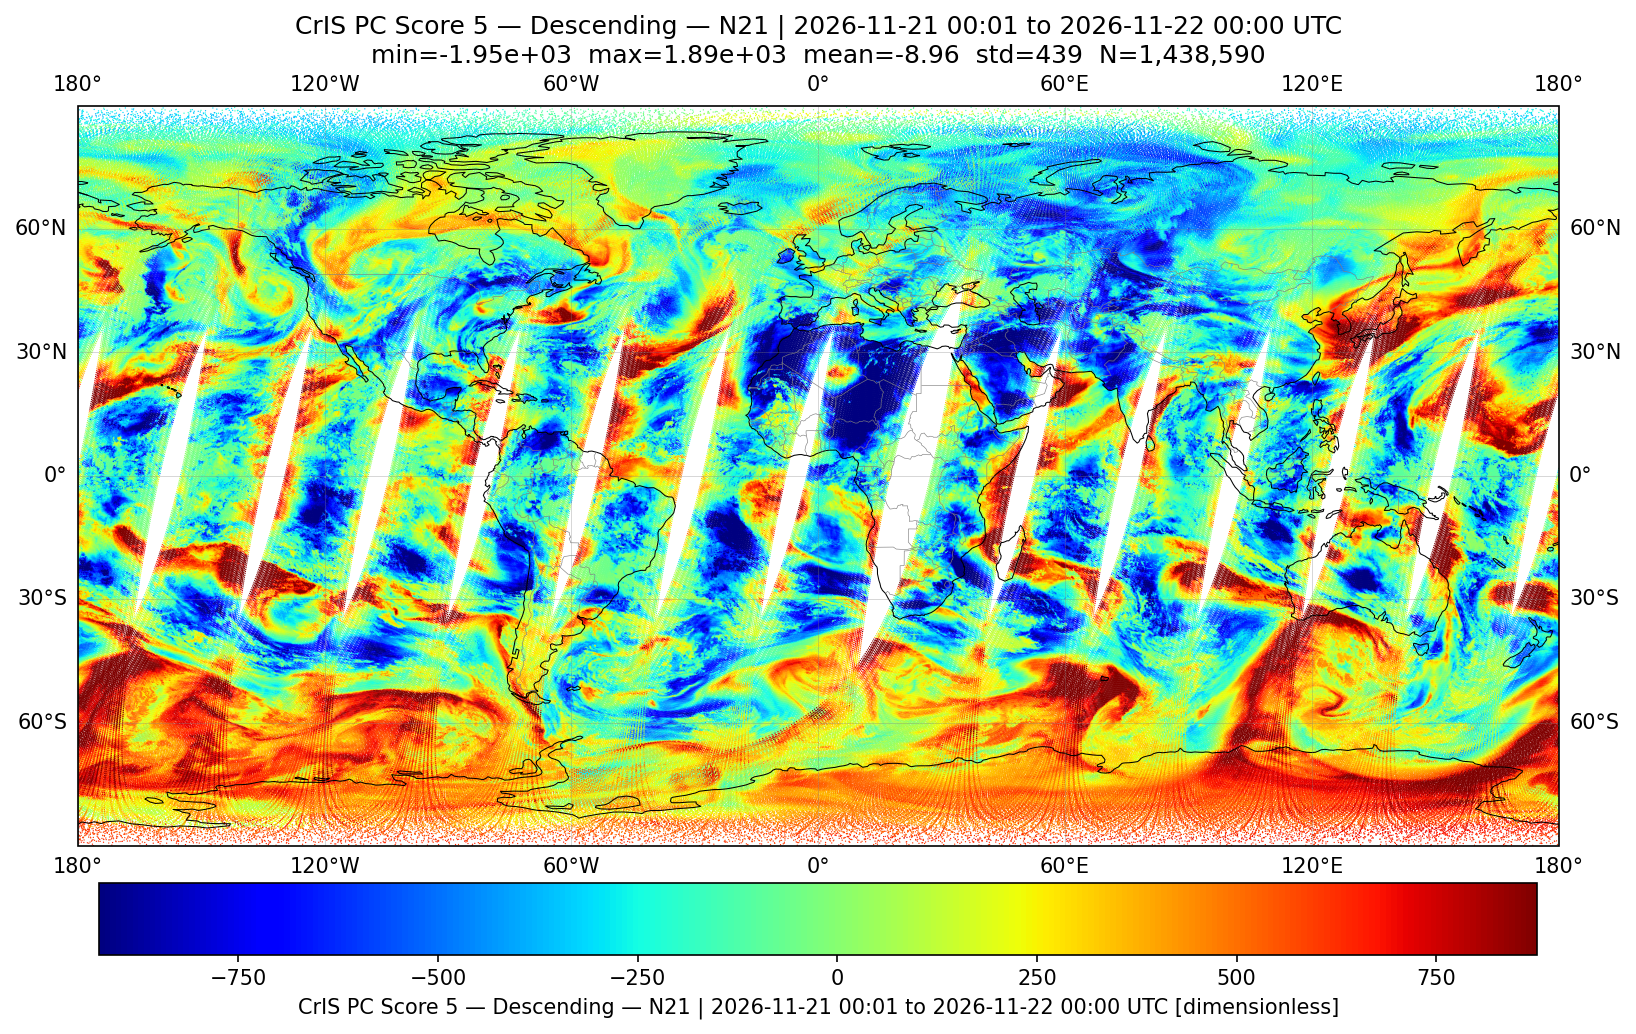 CrIS PC Score 5 — Descending — N21 | 2026-11-21 00:01 to 2026-11-22 00:00 UTC
min=-1.95e+03  max=1.89e+03  mean=-8.96  std=439  N=1,438,590
180° 120°W 60°W 0° 60°E 120°E 180°
60°N 60°N
30°N 30°N
0° 0°
30°S 30°S
60°S 60°S
180° 120°W 60°W 0° 60°E 120°E 180°
−750 −500 −250 0 250 500 750
CrIS PC Score 5 — Descending — N21 | 2026-11-21 00:01 to 2026-11-22 00:00 UTC [dimensionless]